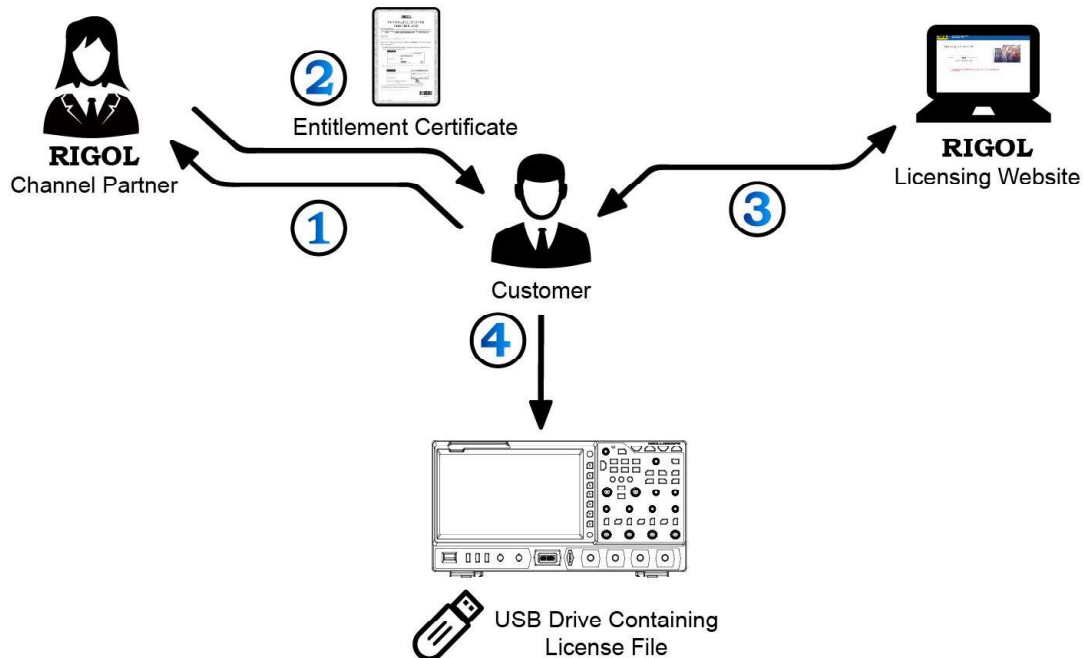 2
Entitlement Certificate
RIGOL
Channel Partner
1
RIGOL
Licensing Website
3
Customer
4
USB Drive Containing
License File